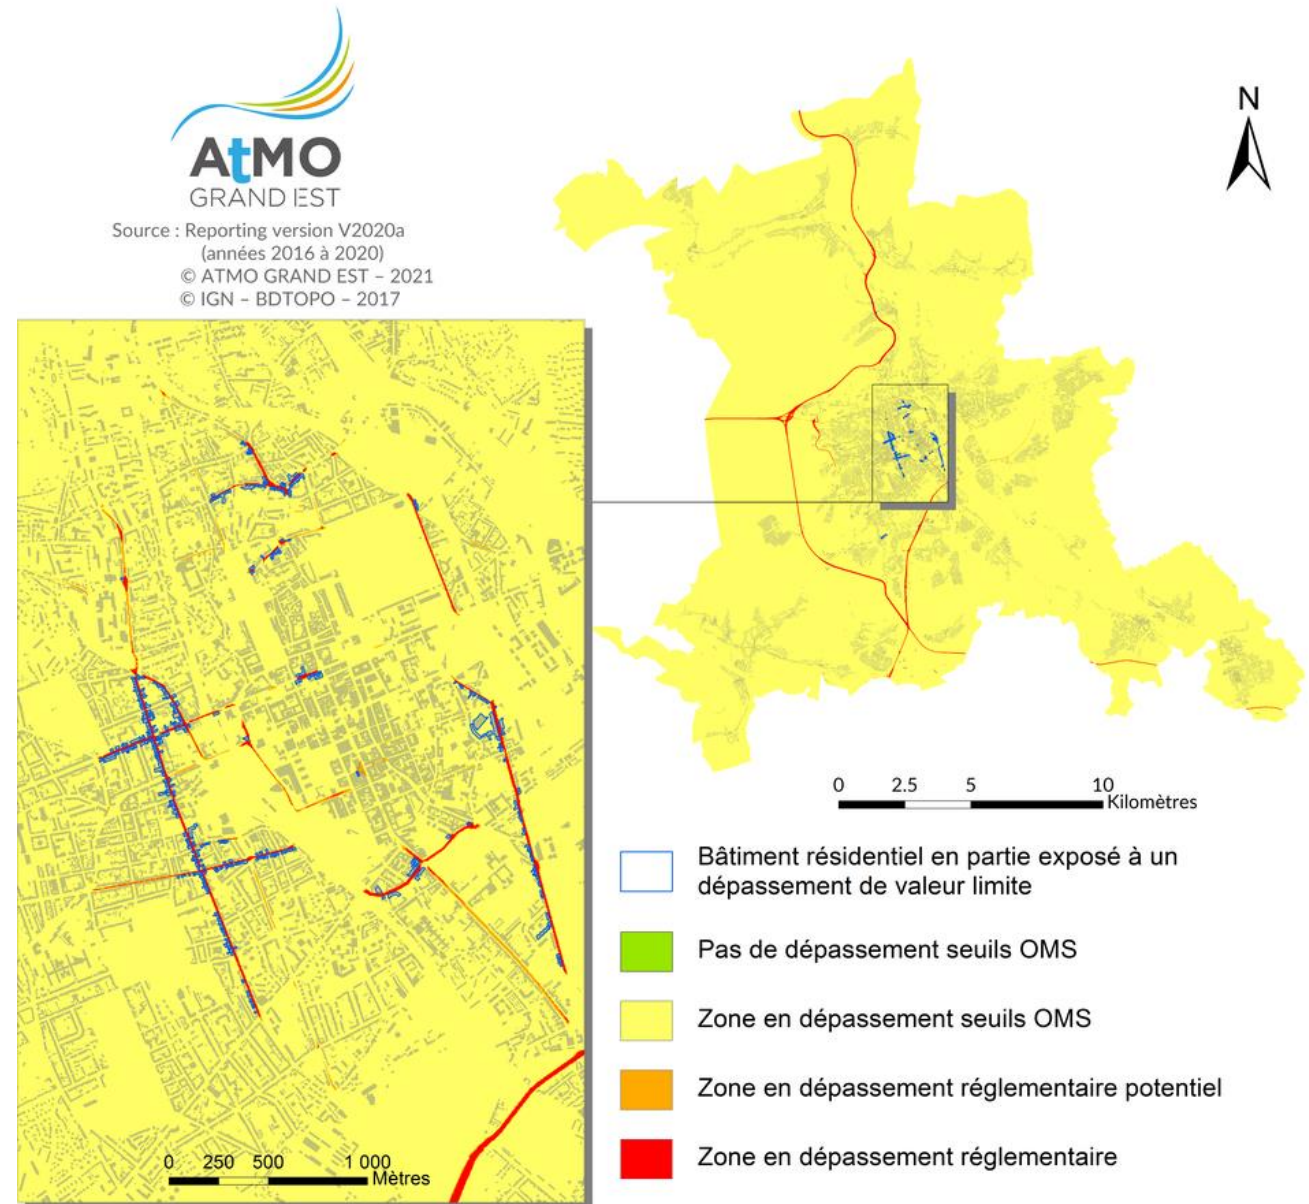 AtMO
GRAND EST
Source : Reporting version V2020a
(années 2016 à 2020)
© ATMO GRAND EST – 2021
© IGN – BDTOPO – 2017
N
0 2.5 5 10
Kilomètres
Bâtiment résidentiel en partie exposé à un
dépassement de valeur limite
Pas de dépassement seuils OMS
Zone en dépassement seuils OMS
Zone en dépassement réglementaire potentiel
Zone en dépassement réglementaire
0 250 500 1 000
Mètres